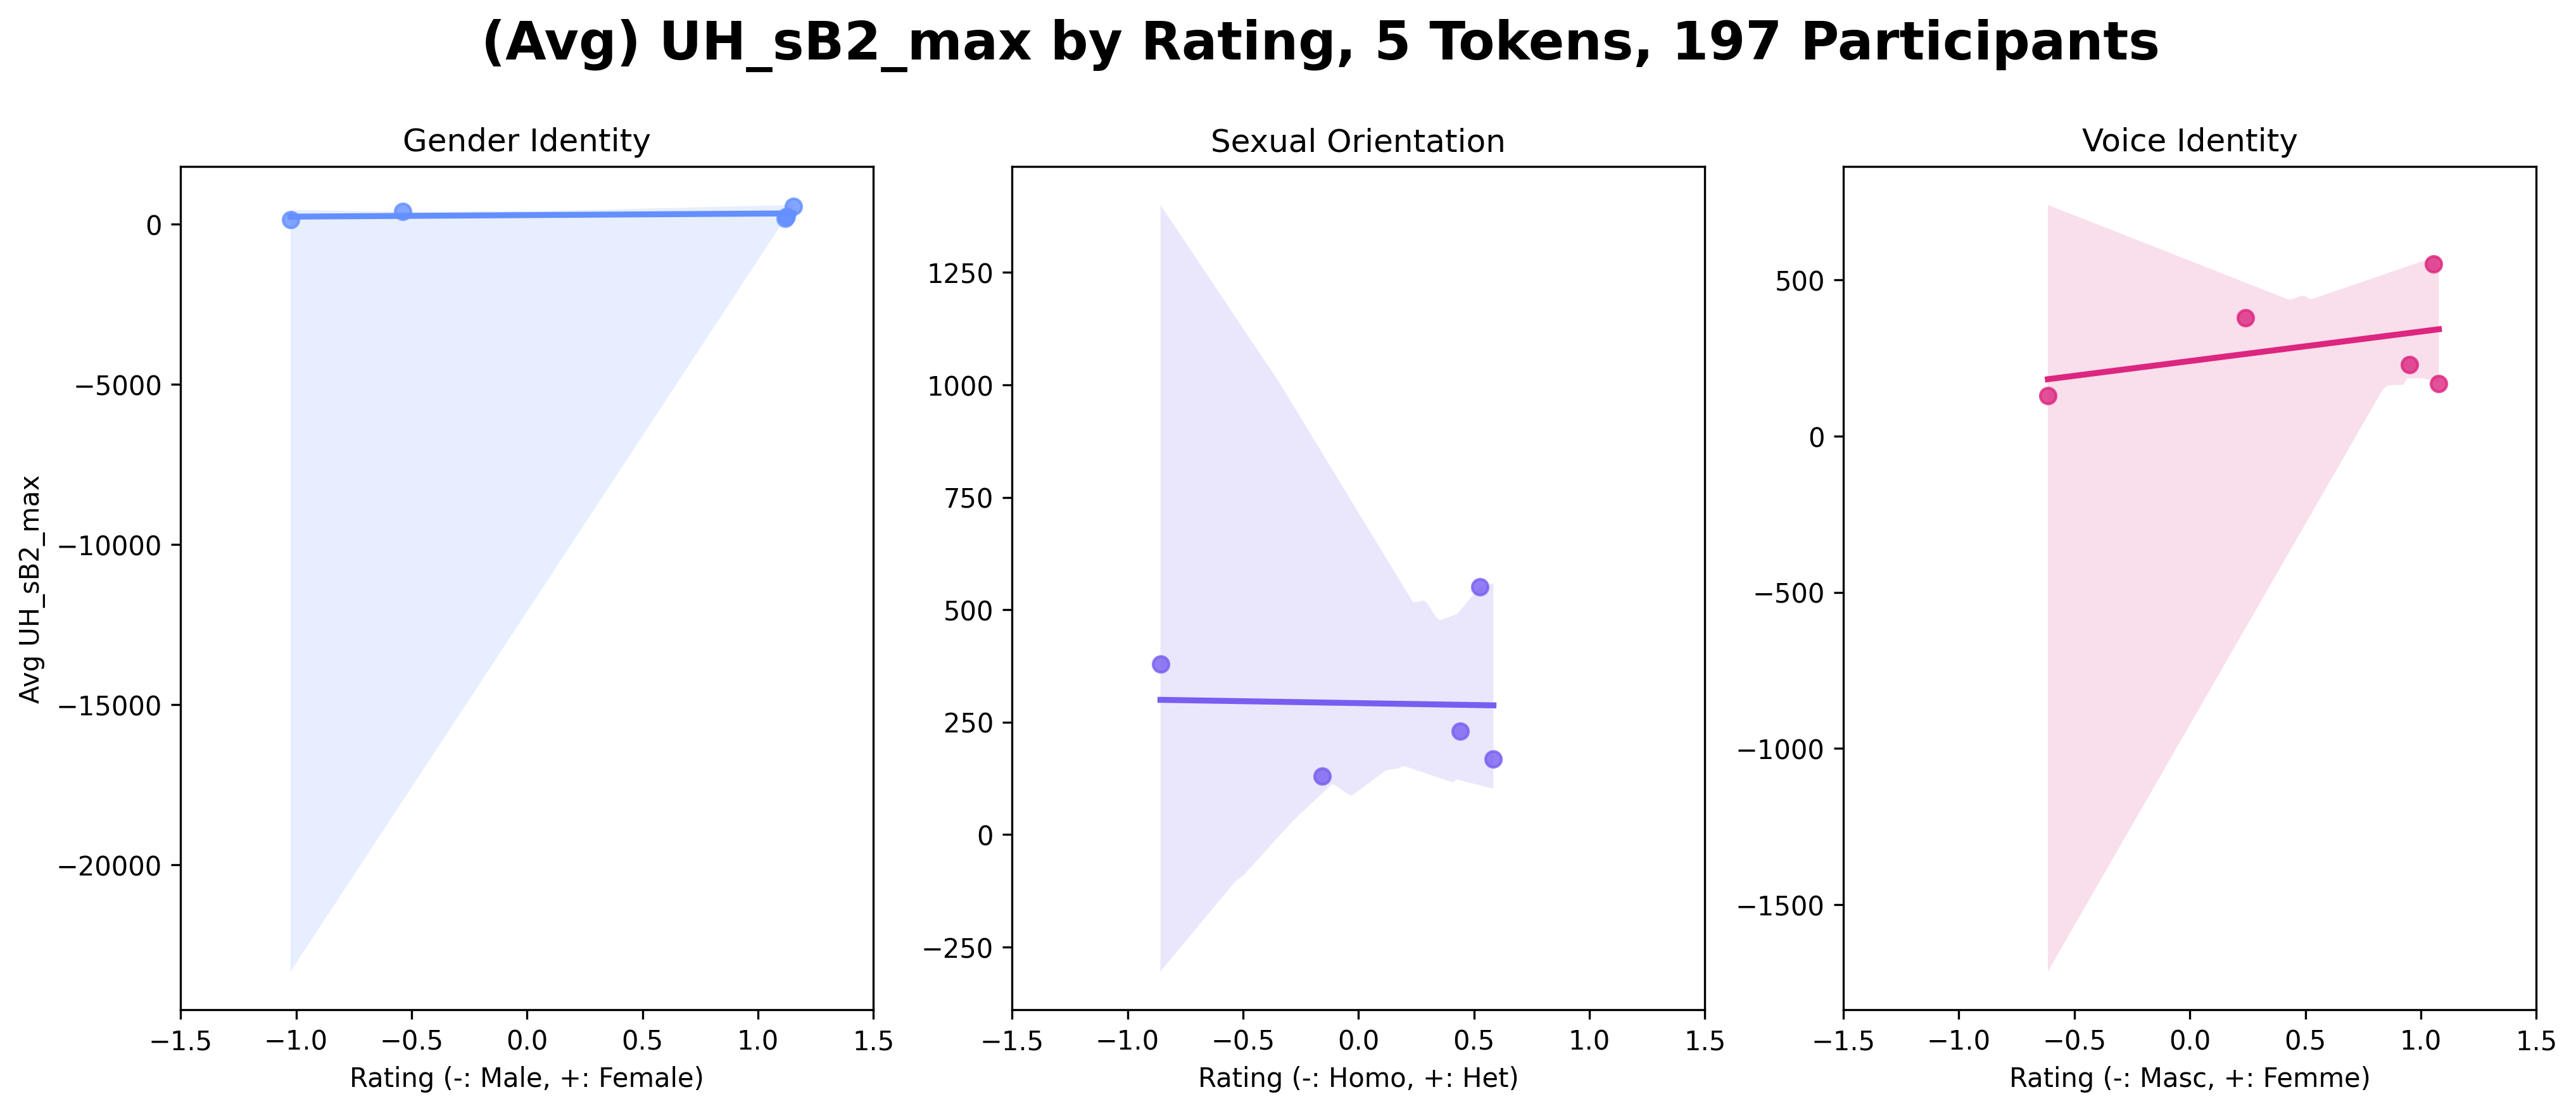 (Avg) UH_sB2_max by Rating, 5 Tokens, 197 Participants
Gender Identity
Avg UH_sB2_max
0
−5000
−10000
−15000
−20000
−1.5 −1.0 −0.5 0.0 0.5 1.0 1.5
Rating (-: Male, +: Female)
Sexual Orientation
1250
1000
750
500
250
0
−250
−1.5 −1.0 −0.5 0.0 0.5 1.0 1.5
Rating (-: Homo, +: Het)
Voice Identity
500
0
−500
−1000
−1500
−1.5 −1.0 −0.5 0.0 0.5 1.0 1.5
Rating (-: Masc, +: Femme)